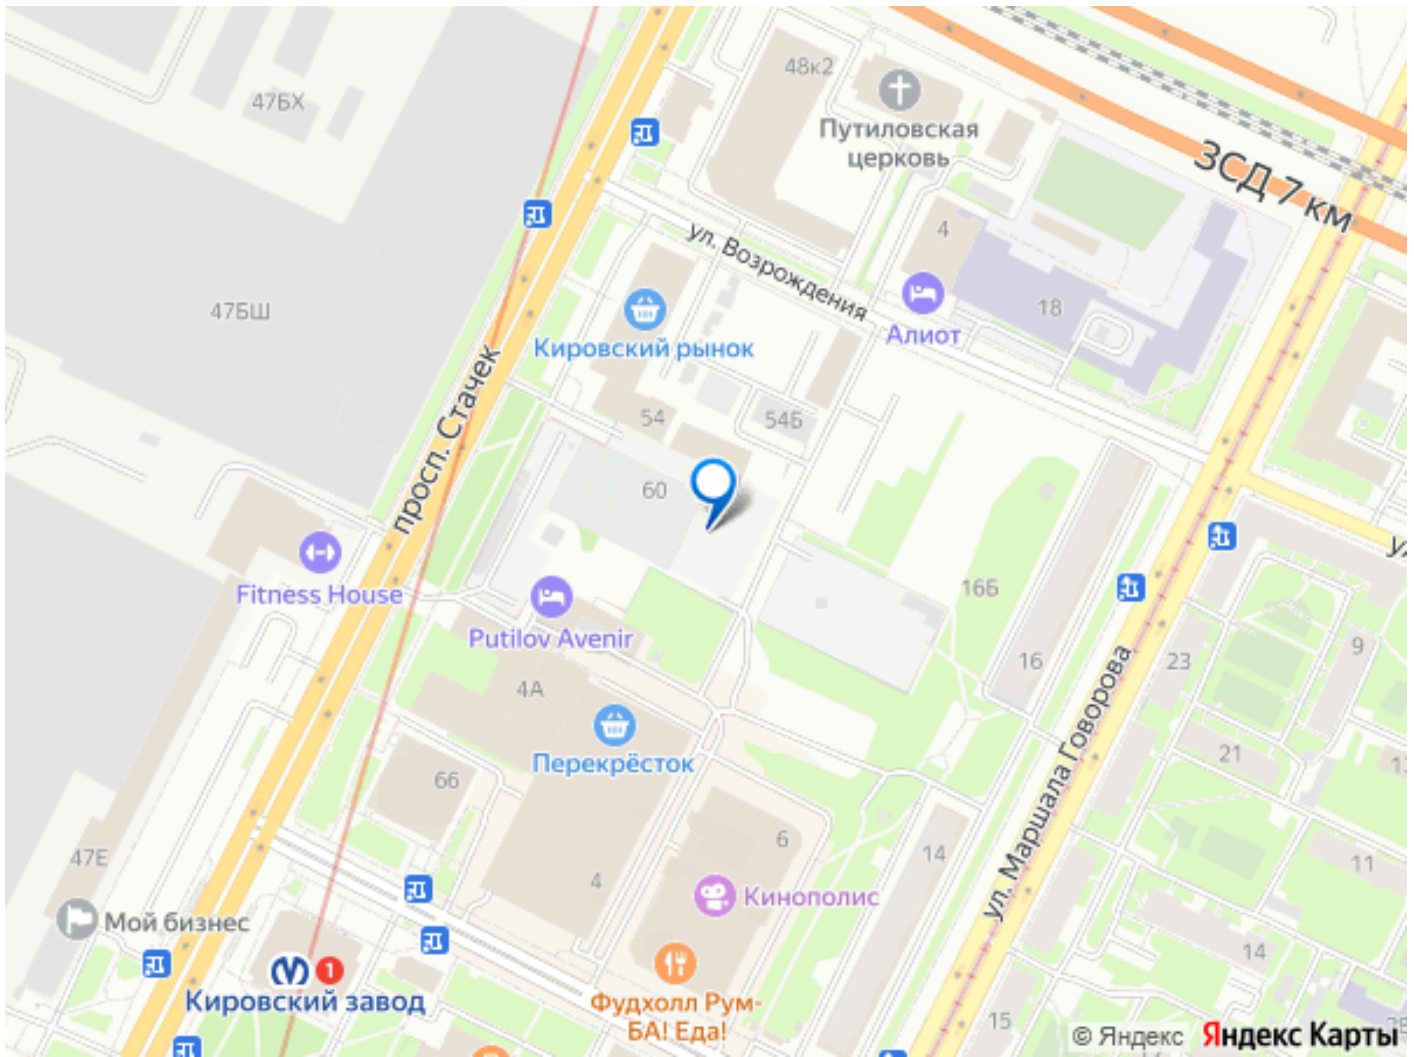 47БХ
48к2
Путиловская
церковь
ЗСД 7 км
ул. Возрождения
4
Алиот
18
47БШ
Кировский рынок
просп. Стачек
54
54Б
60
Fitness House
Putilov Avenir
16Б
16
23
9
4А
Перекрёсток
ул. Маршала Говорова
21
66
6
14
11
47Е
4
Кинополис
Мой бизнес
14
1
Кировский завод
Фудхолл Рум-
БА! Еда!
15
© Яндекс
Яндекс Карты